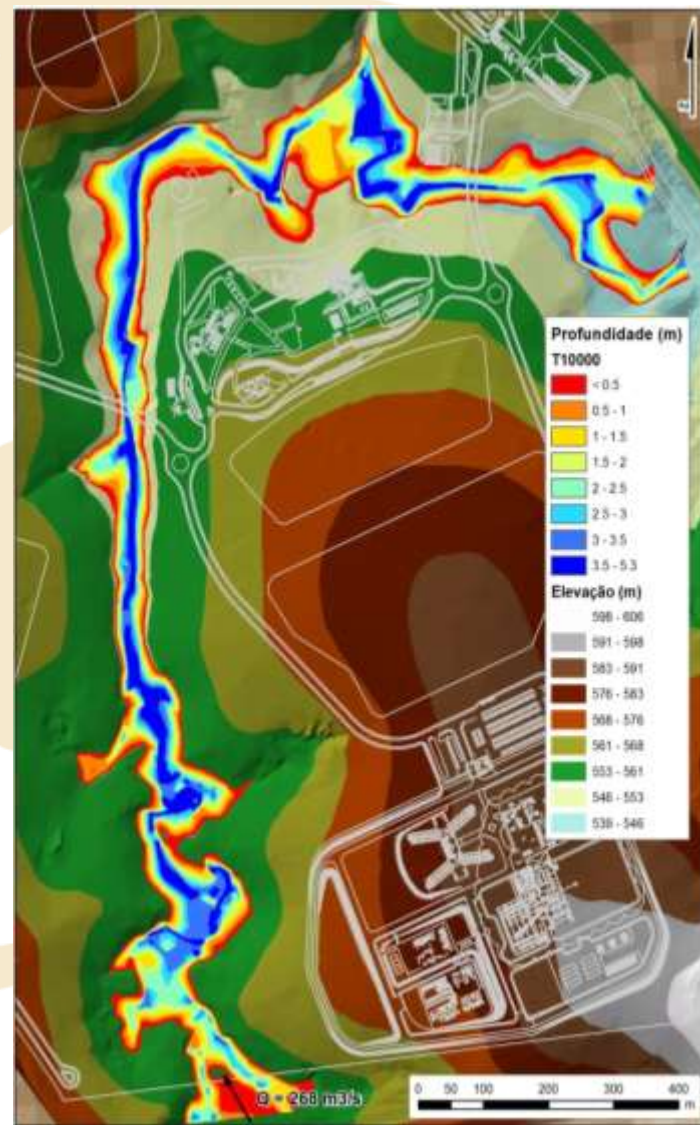 Profundidade (m)
T10000
< 0.5
0.5 - 1
1 - 1.5
1.5 - 2
2 - 2.5
2.5 - 3
3 - 3.5
3.5 - 5.3
Elevação (m)
598 - 606
591 - 598
583 - 591
576 - 583
568 - 576
561 - 568
553 - 561
546 - 553
539 - 546
Q = 268 m3/s
0 50 100 200 300 400
m